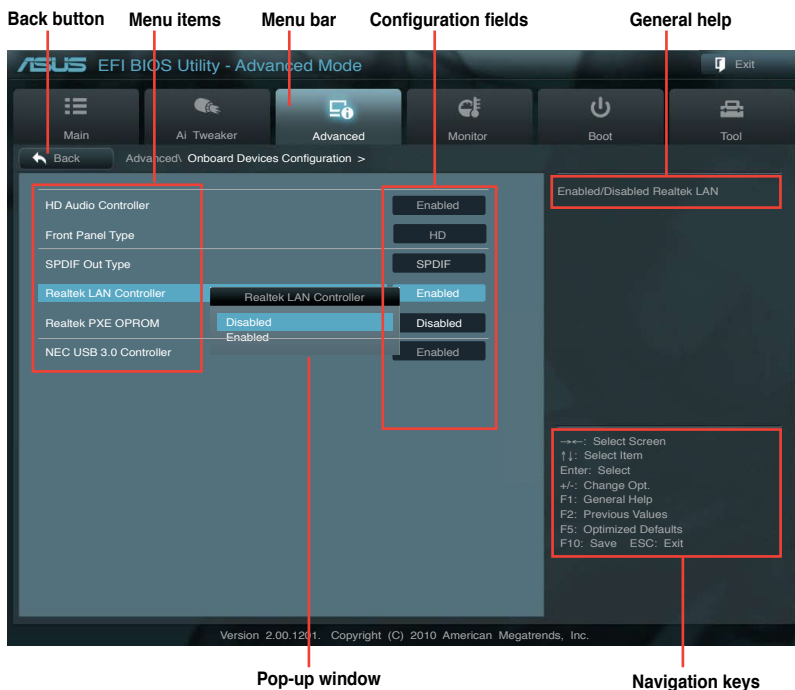 Back button Menu items Menu bar Configuration fields General help
ASUS EFI BIOS Utility - Advanced Mode Exit
Main Ai Tweaker Advanced Monitor Boot Tool
Back Advanced\ Onboard Devices Configuration >
Enabled/Disabled Realtek LAN
HD Audio Controller Enabled
Front Panel Type HD
SPDIF Out Type SPDIF
Realtek LAN Controller Realtek LAN Controller Enabled
Realtek PXE OPROM Disabled Disabled
Enabled
NEC USB 3.0 Controller Enabled
→←: Select Screen
↑↓: Select Item
Enter: Select
+/-: Change Opt.
F1: General Help
F2: Previous Values
F5: Optimized Defaults
F10: Save ESC: Exit
Version 2.00.1201. Copyright (C) 2010 American Megatrends, Inc.
Pop-up window Navigation keys